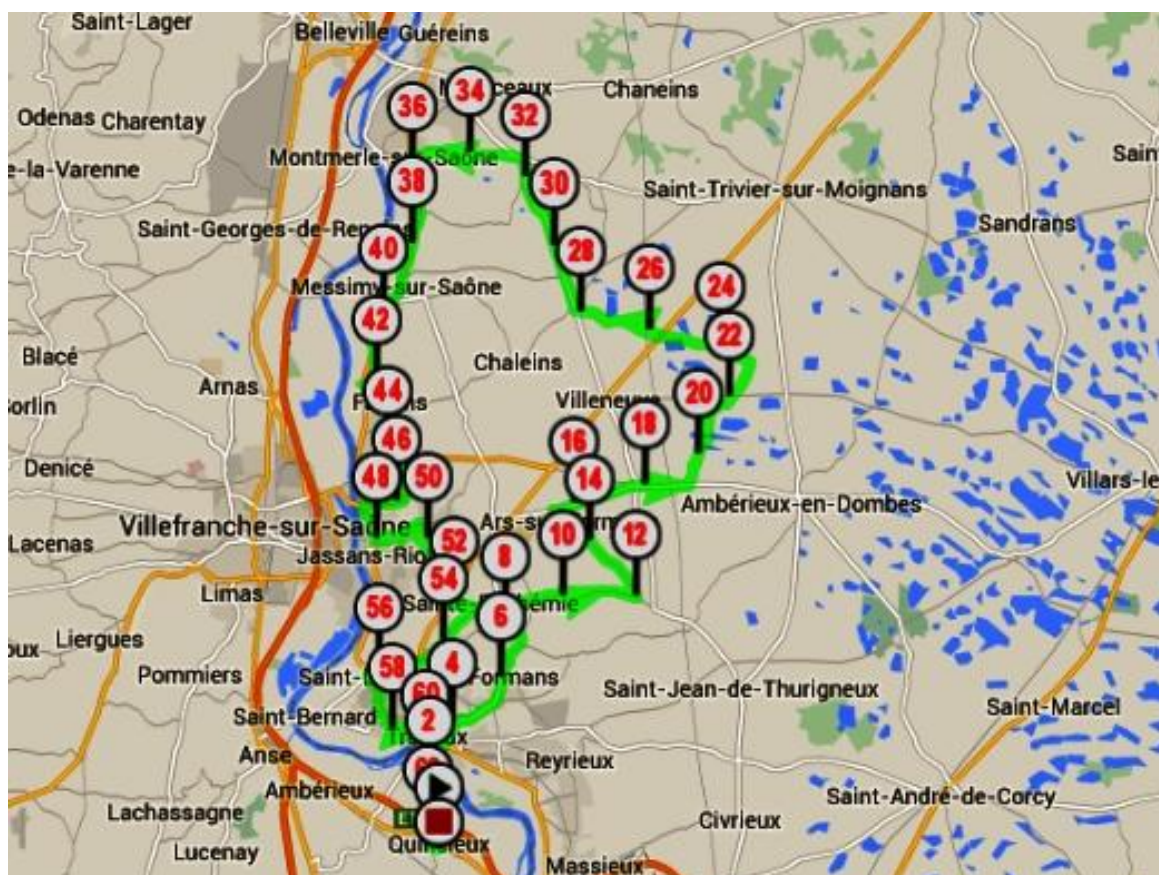 Saint-Lager
Belleville Guéreins
34
36
Chaneins
32
Odenas Charentay
Montmerle-sur-Saône
e-la-Varenne
38
30
Saint-Trivier-sur-Moignans
Sandrans
Saint-Georges-de-
40
28
26
24
Messimy-sur-Saône
42
22
Blacé
Chaleins
Arnas
44
20
Villeneuve
18
46
16
Denicé
48
50
14
Villars-le
Ambérieux-en-Dombes
Villefranche-sur-Saône
52
10
12
Lacenas
Jassans-
8
54
Limas
56
6
Liergues
Pommiers
58
4
Formans
Saint-Jean-de-Thurigneux
60
Saint-Bernard
2
Saint-Marcel
Anse
Reyrieux
Ambérieux
Saint-André-de-Corcy
Lachassagne
Civrieux
Lucenay
Massieux